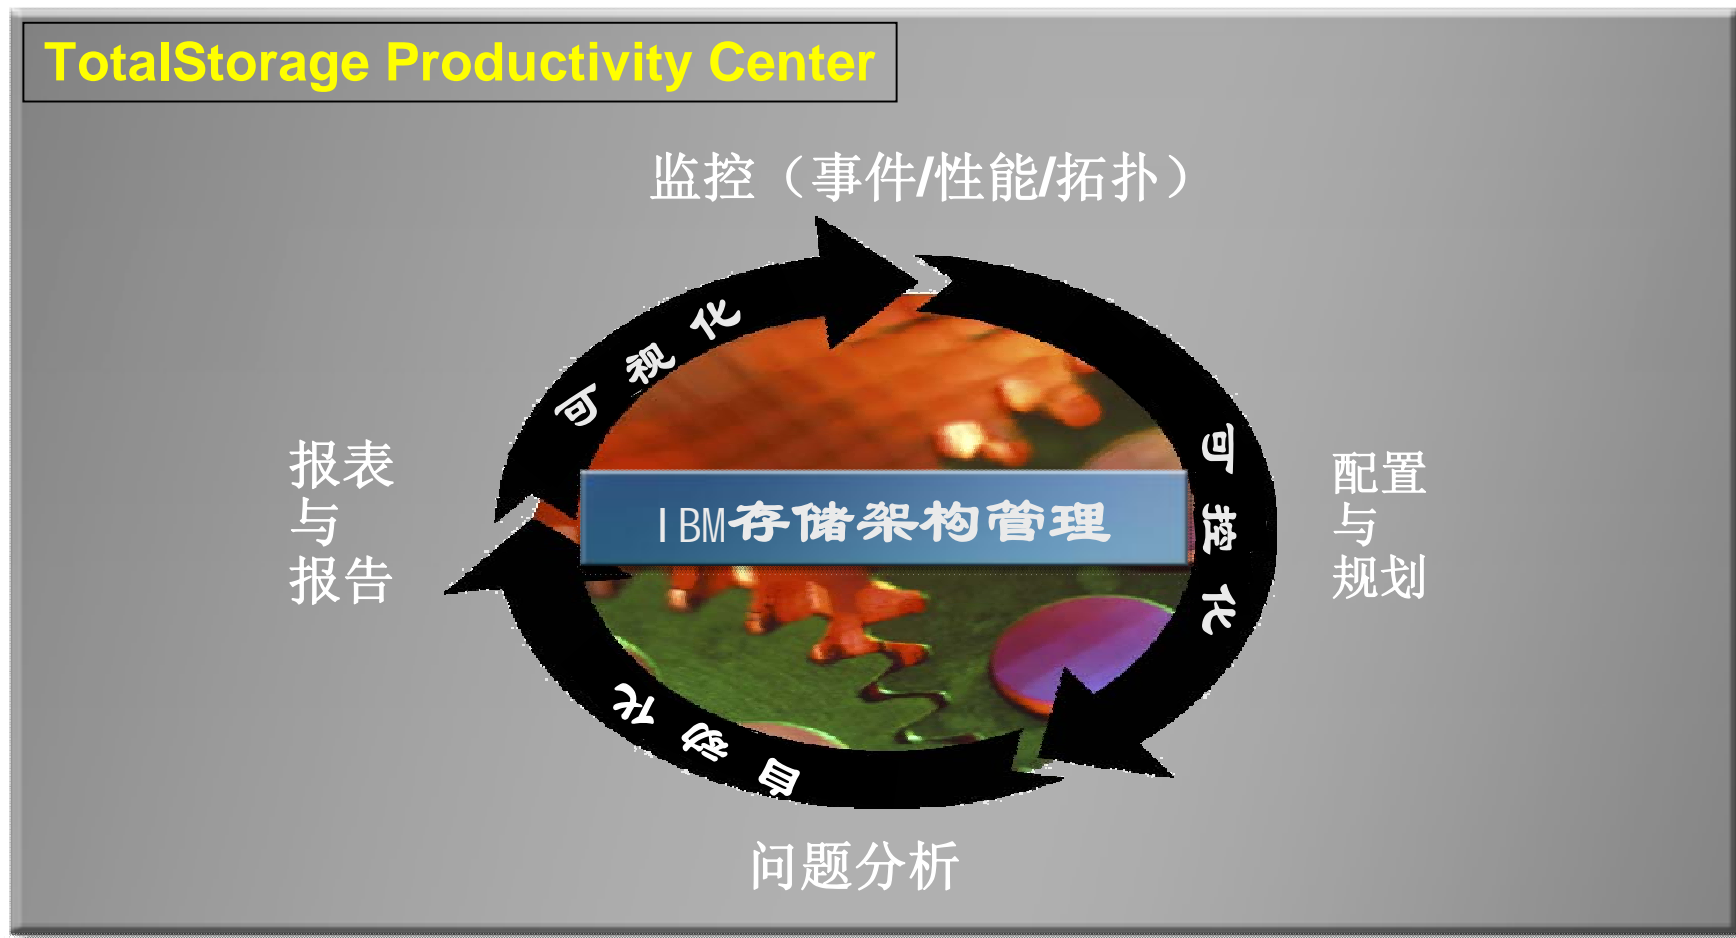 TotalStorage Productivity Center
监控（事件/性能/拓扑）
可视化
可控化
自动化
报表
与
报告
IBM存储架构管理
配置
与
规划
问题分析